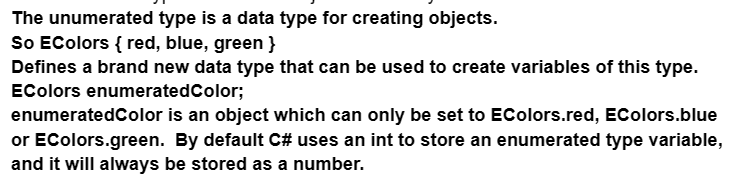 The unumerated type is a data type for creating objects.
So EColors { red, blue, green }
Defines a brand new data type that can be used to create variables of this type.
EColors enumeratedColor;
enumeratedColor is an object which can only be set to EColors.red, EColors.blue
or EColors.green.  By default C# uses an int to store an enumerated type variable,
and it will always be stored as a number.